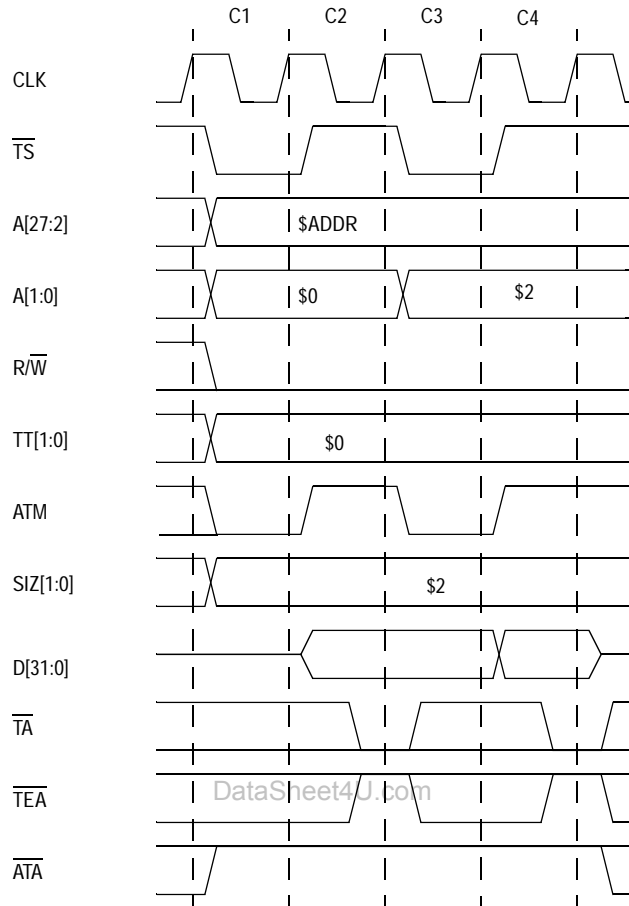 C1 C2 C3 C4
CLK
TS
A[27:2] $ADDR
A[1:0] $0 $2
R/W
TT[1:0] $0
ATM
SIZ[1:0] $2
D[31:0]
TA
TEA DataSheet4U.com
ATA